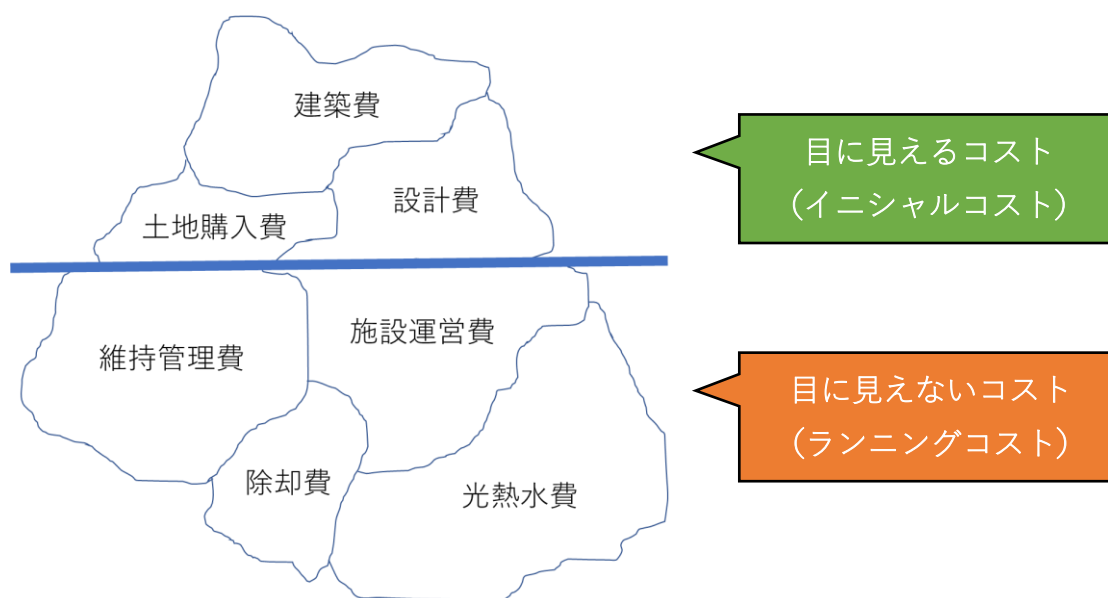 建築費
設計費
土地購入費
目に見えるコスト
(イニシャルコスト)
施設運営費
維持管理費
除却費
光熱水費
目に見えないコスト
(ランニングコスト)